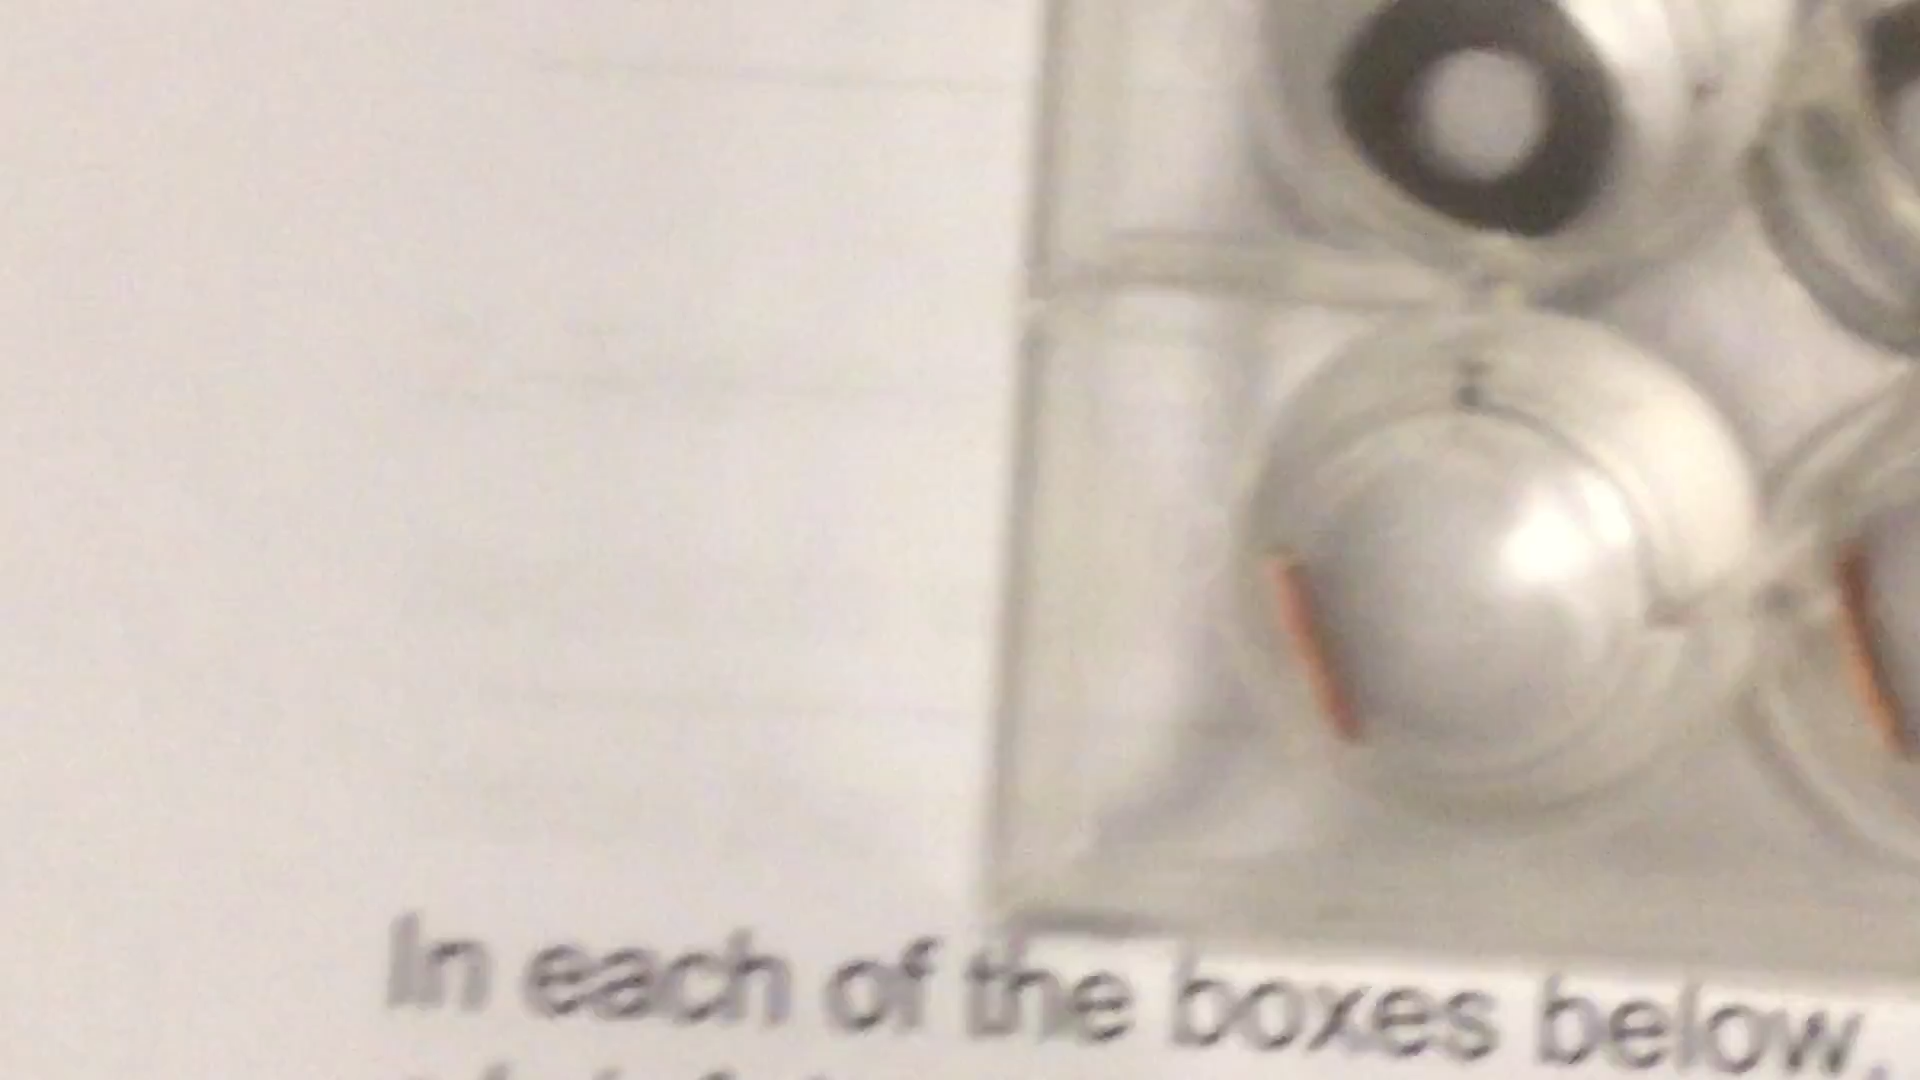 In each of the boxes below,